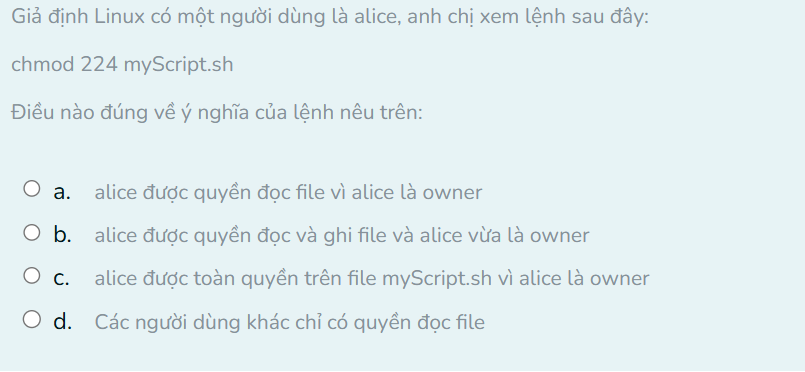 Giả định Linux có một người dùng là alice, anh chị xem lệnh sau đây:
chmod 224 myScript.sh
Điều nào đúng về ý nghĩa của lệnh nêu trên:
a. alice được quyền đọc file vì alice là owner
b. alice được quyền đọc và ghi file và alice vừa là owner
c. alice được toàn quyền trên file myScript.sh vì alice là owner
d. Các người dùng khác chỉ có quyền đọc file